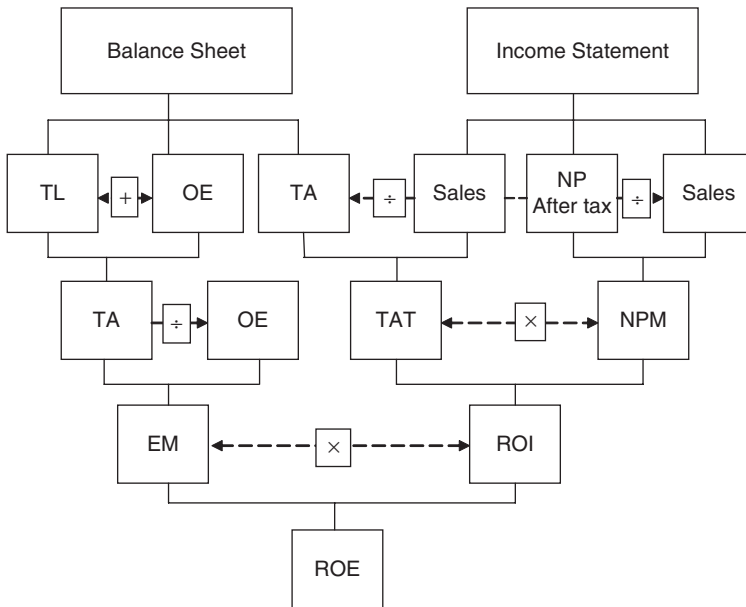 Balance Sheet
Income Statement
TL
+
OE
TA
÷
Sales
NP
After tax
÷
Sales
TA
÷
OE
TAT
×
NPM
EM
×
ROI
ROE